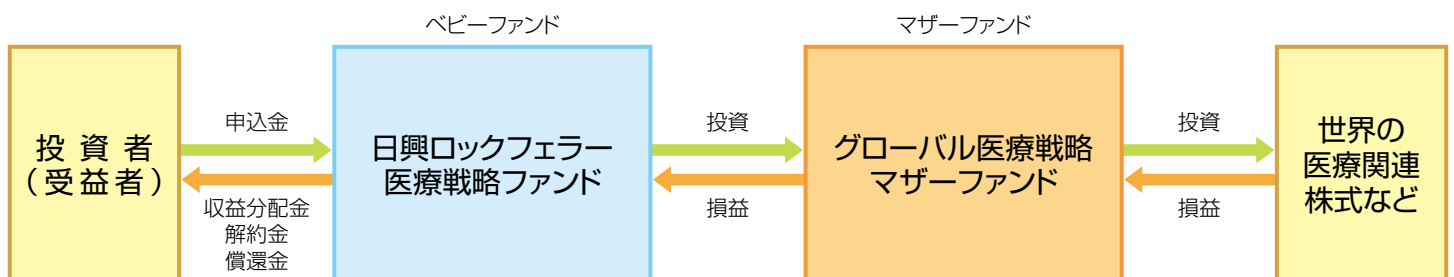 ベビーファンド
マザーファンド
投資者
（受益者）
申込金
収益分配金
解約金
償還金
日興ロックフェラー
医療戦略ファンド
投資
損益
グローバル医療戦略
マザーファンド
投資
損益
世界の
医療関連
株式など